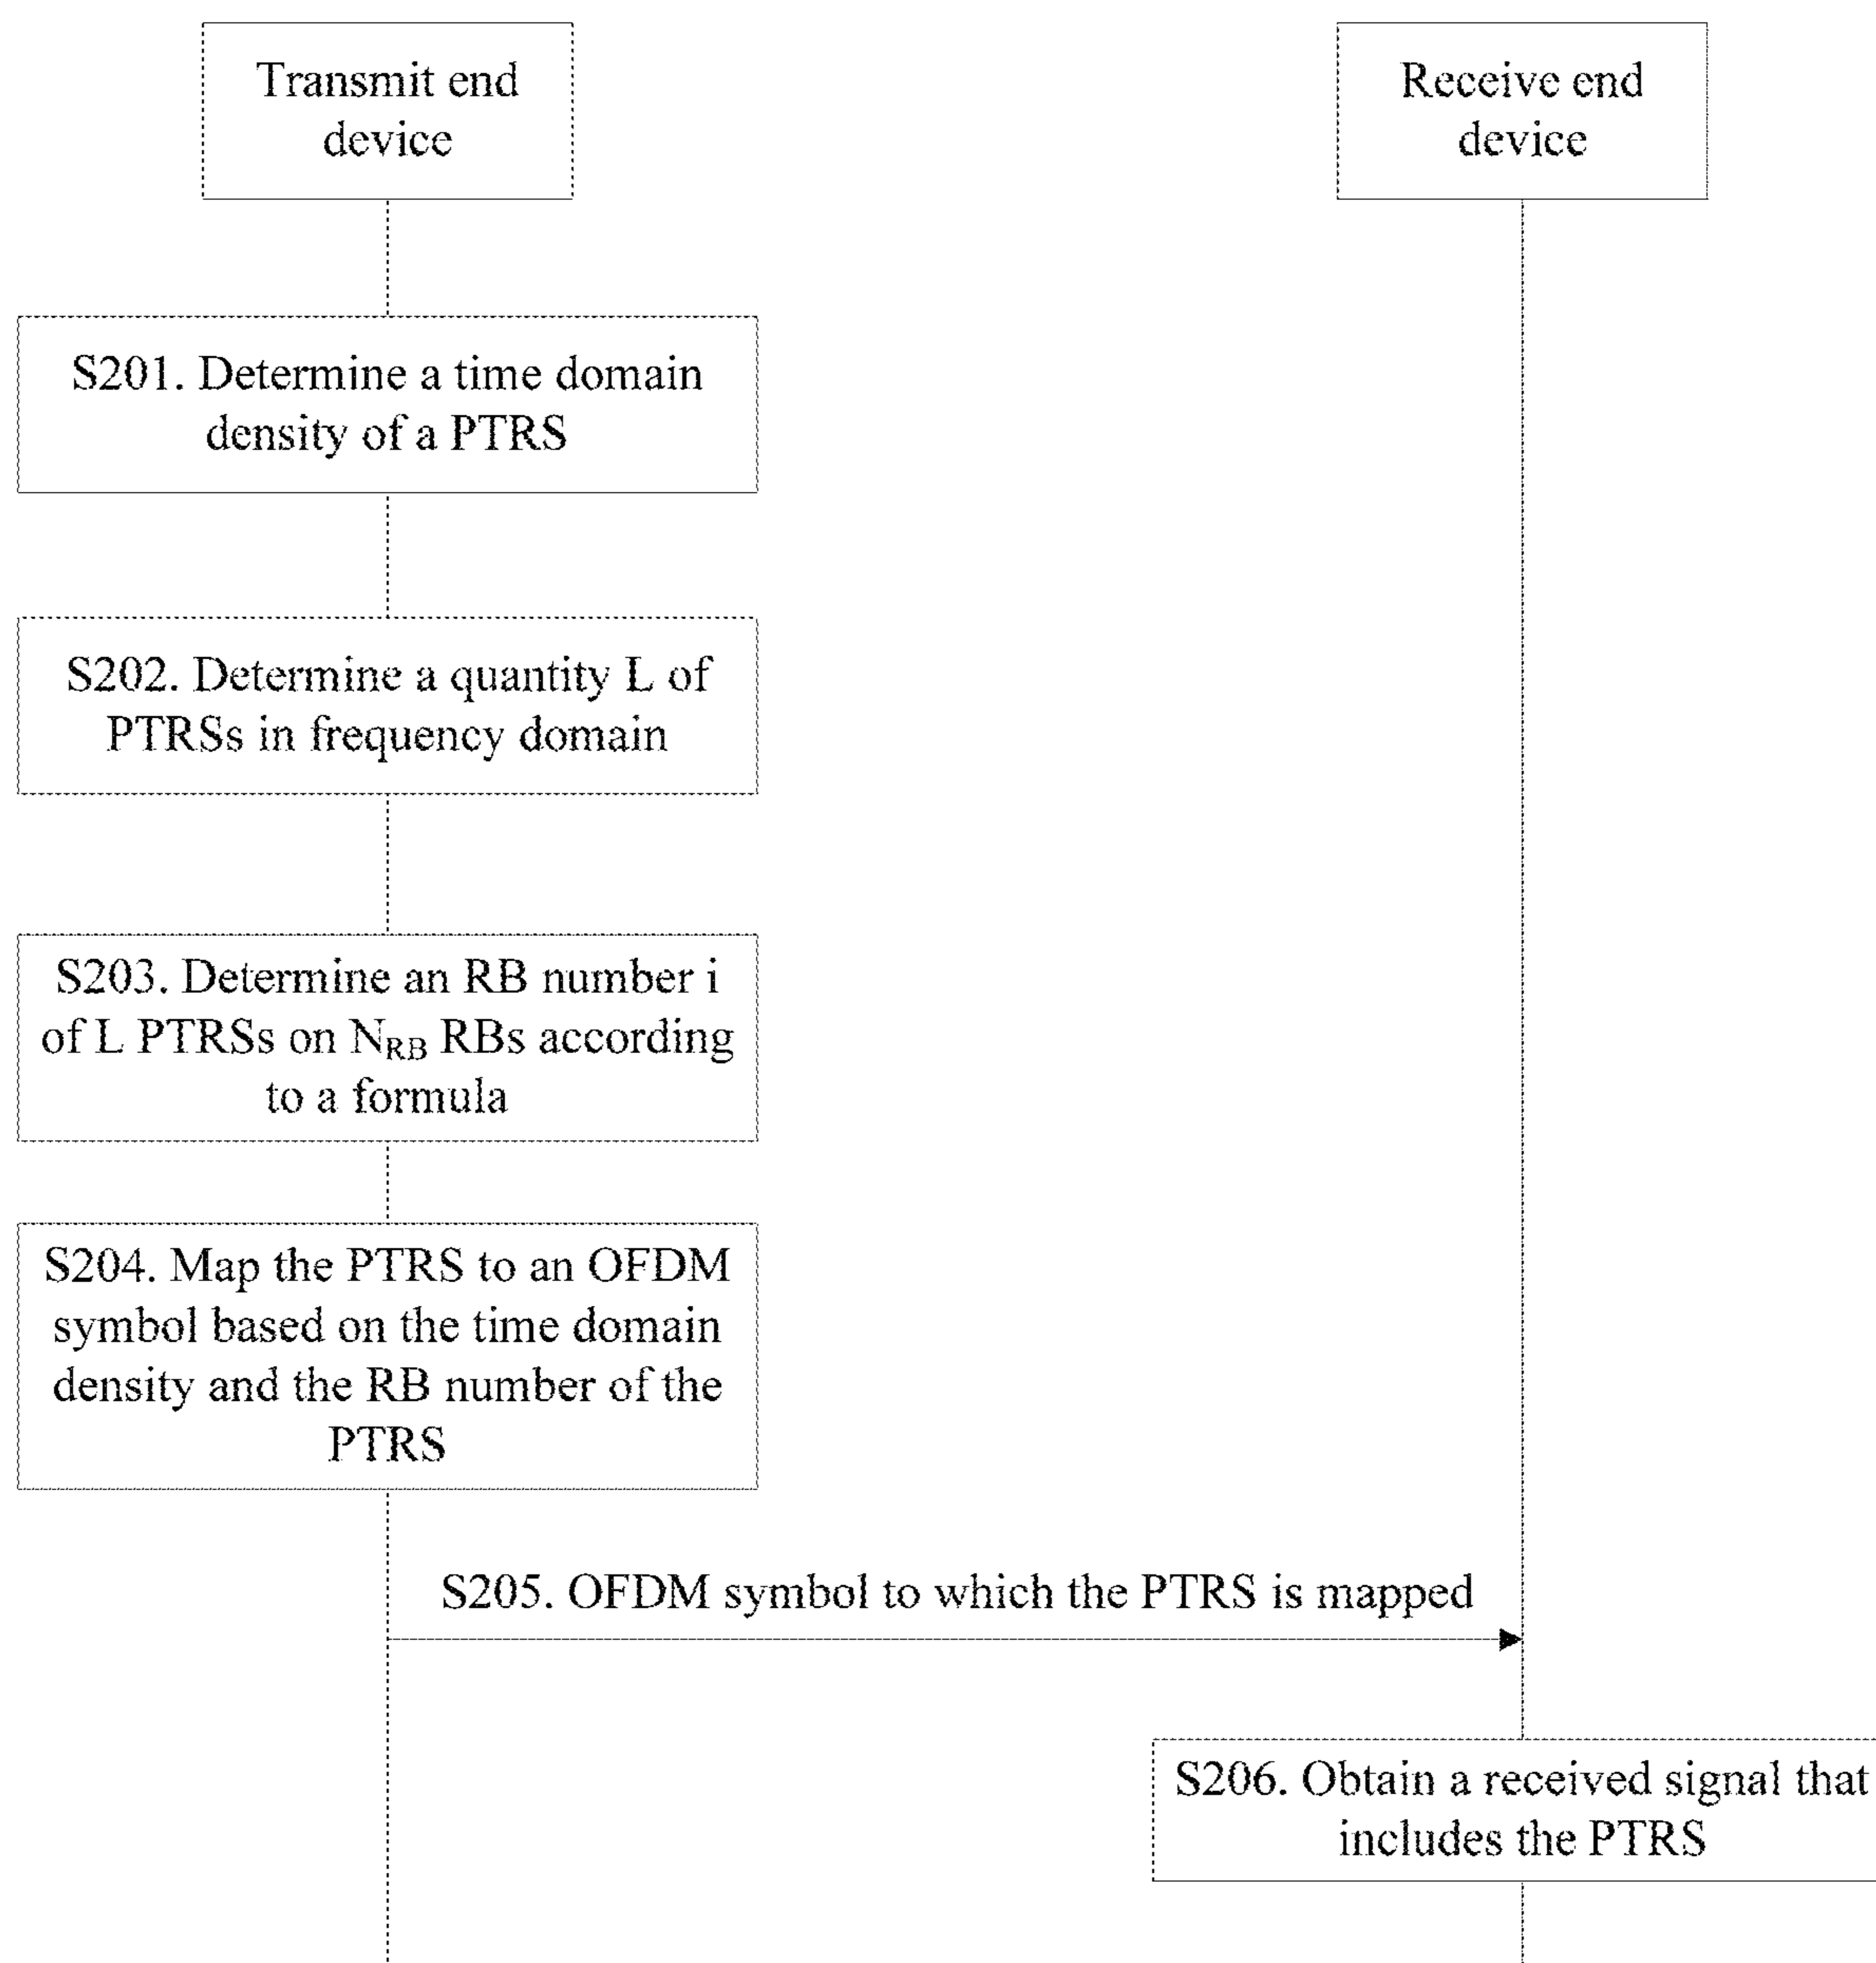 Transmit end
device
Receive end
device
S201. Determine a time domain
density of a PTRS
S202. Determine a quantity L of
PTRSs in frequency domain
S203. Determine an RB number i
of L PTRSs on N_RB RBs according
to a formula
S204. Map the PTRS to an OFDM
symbol based on the time domain
density and the RB number of the
PTRS
S205. OFDM symbol to which the PTRS is mapped
S206. Obtain a received signal that
includes the PTRS